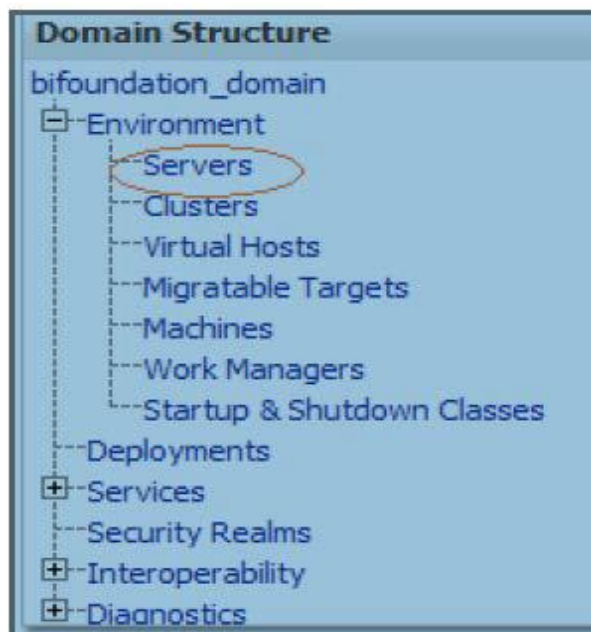 Domain Structure
bifoundation_domain
Environment
Servers
Clusters
Virtual Hosts
Migratable Targets
Machines
Work Managers
Startup & Shutdown Classes
Deployments
Services
Security Realms
Interoperability
Diagnostics